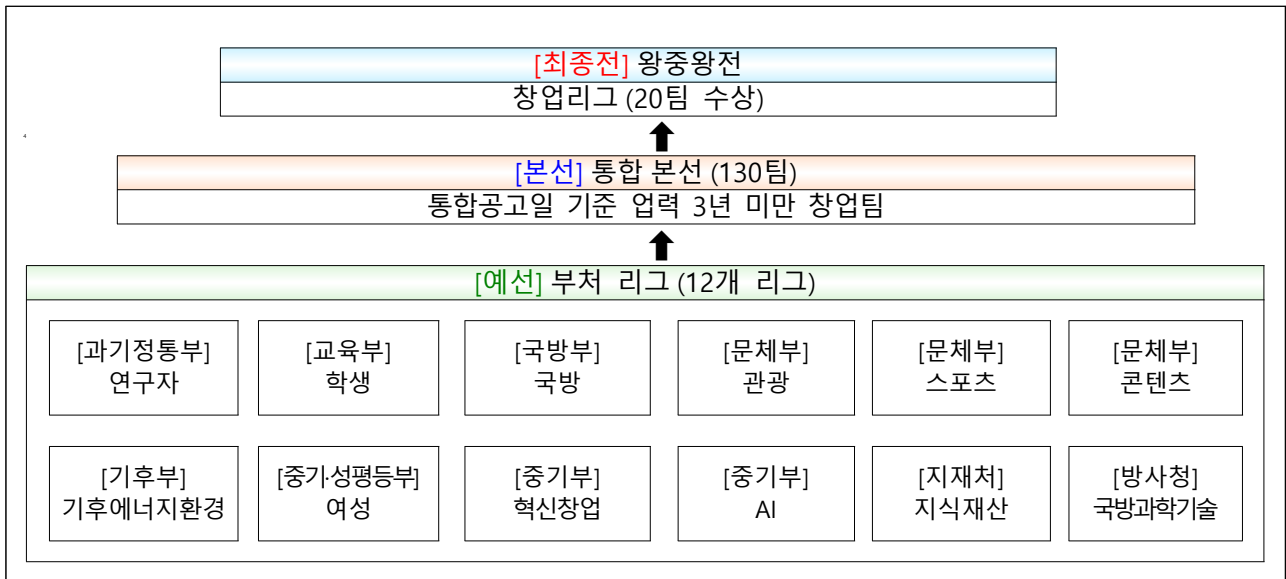 [최종전] 왕중왕전
창업리그 (20팀 수상)
[본선] 통합 본선 (130팀)
통합공고일 기준 업력 3년 미만 창업팀
[예선] 부처 리그 (12개 리그)
[과기정통부]
연구자
[교육부]
학생
[국방부]
국방
[문체부]
관광
[문체부]
스포츠
[문체부]
콘텐츠
[기후부]
기후에너지환경
[중기·성평등부]
여성
[중기부]
혁신창업
[중기부]
AI
[지재처]
지식재산
[방사청]
국방과학기술